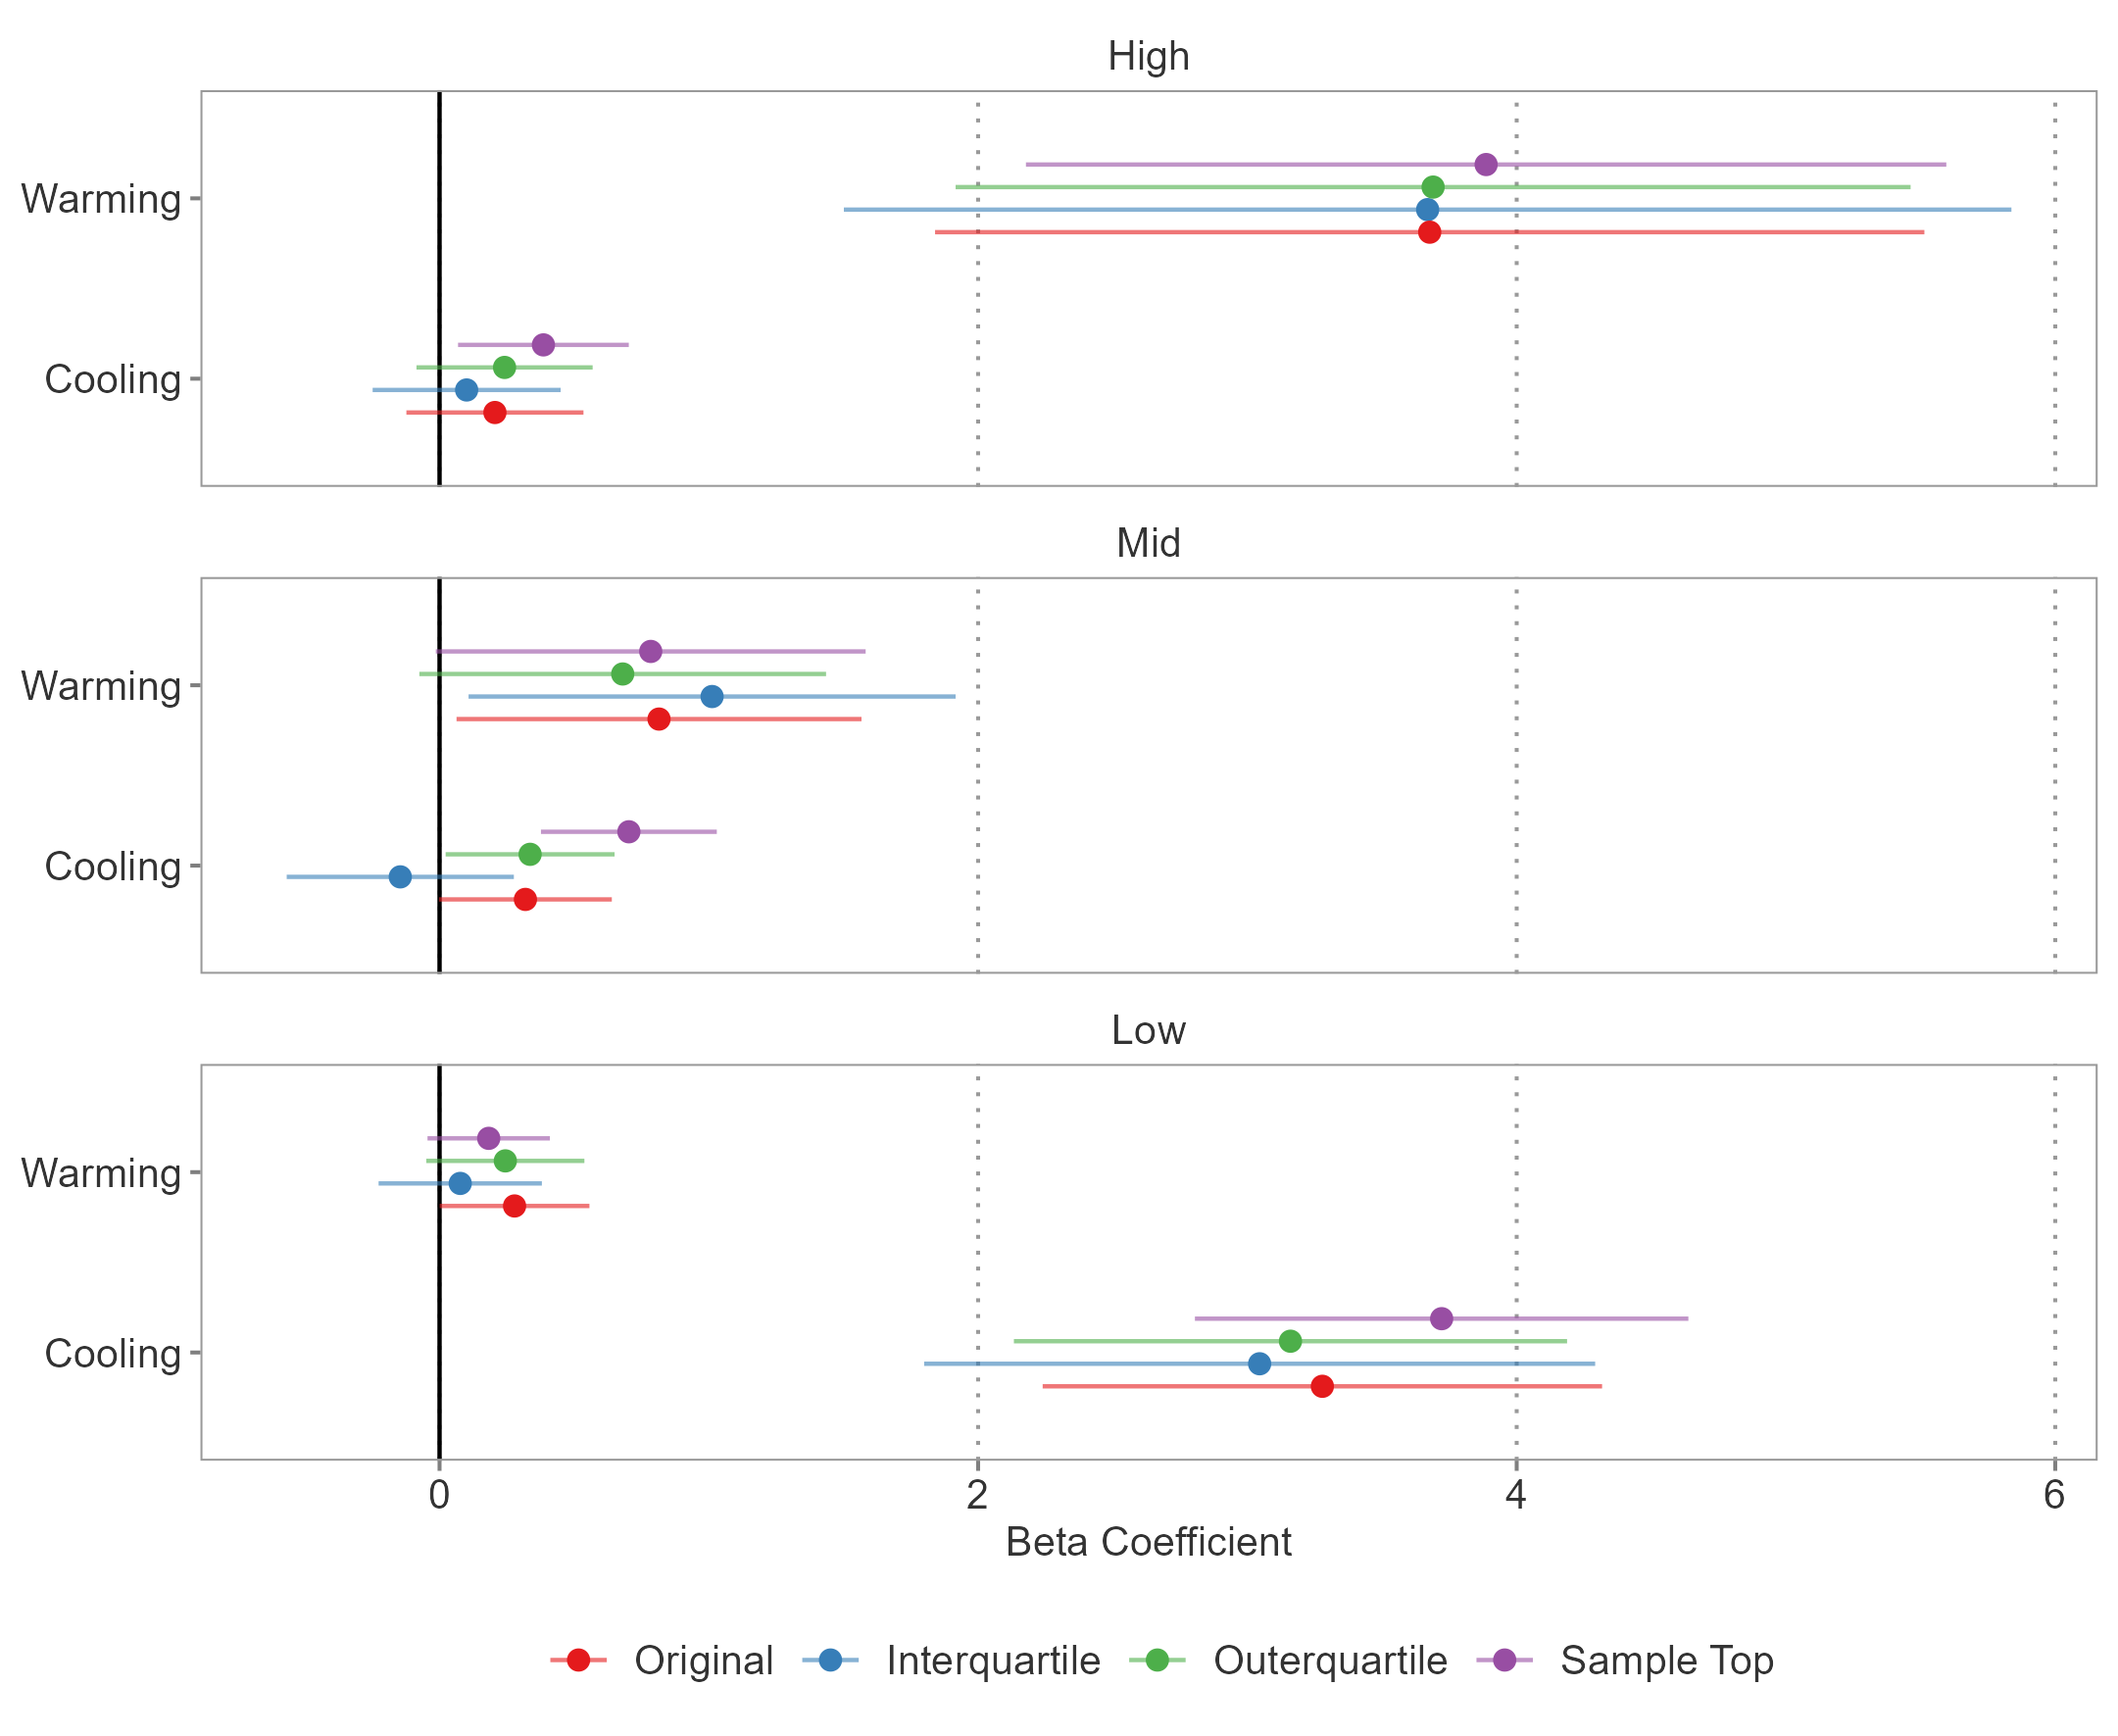 High
Warming
Cooling
Mid
Warming
Cooling
Low
Warming
Cooling
0 2 4 6
Beta Coefficient
Original Interquartile Outerquartile Sample Top